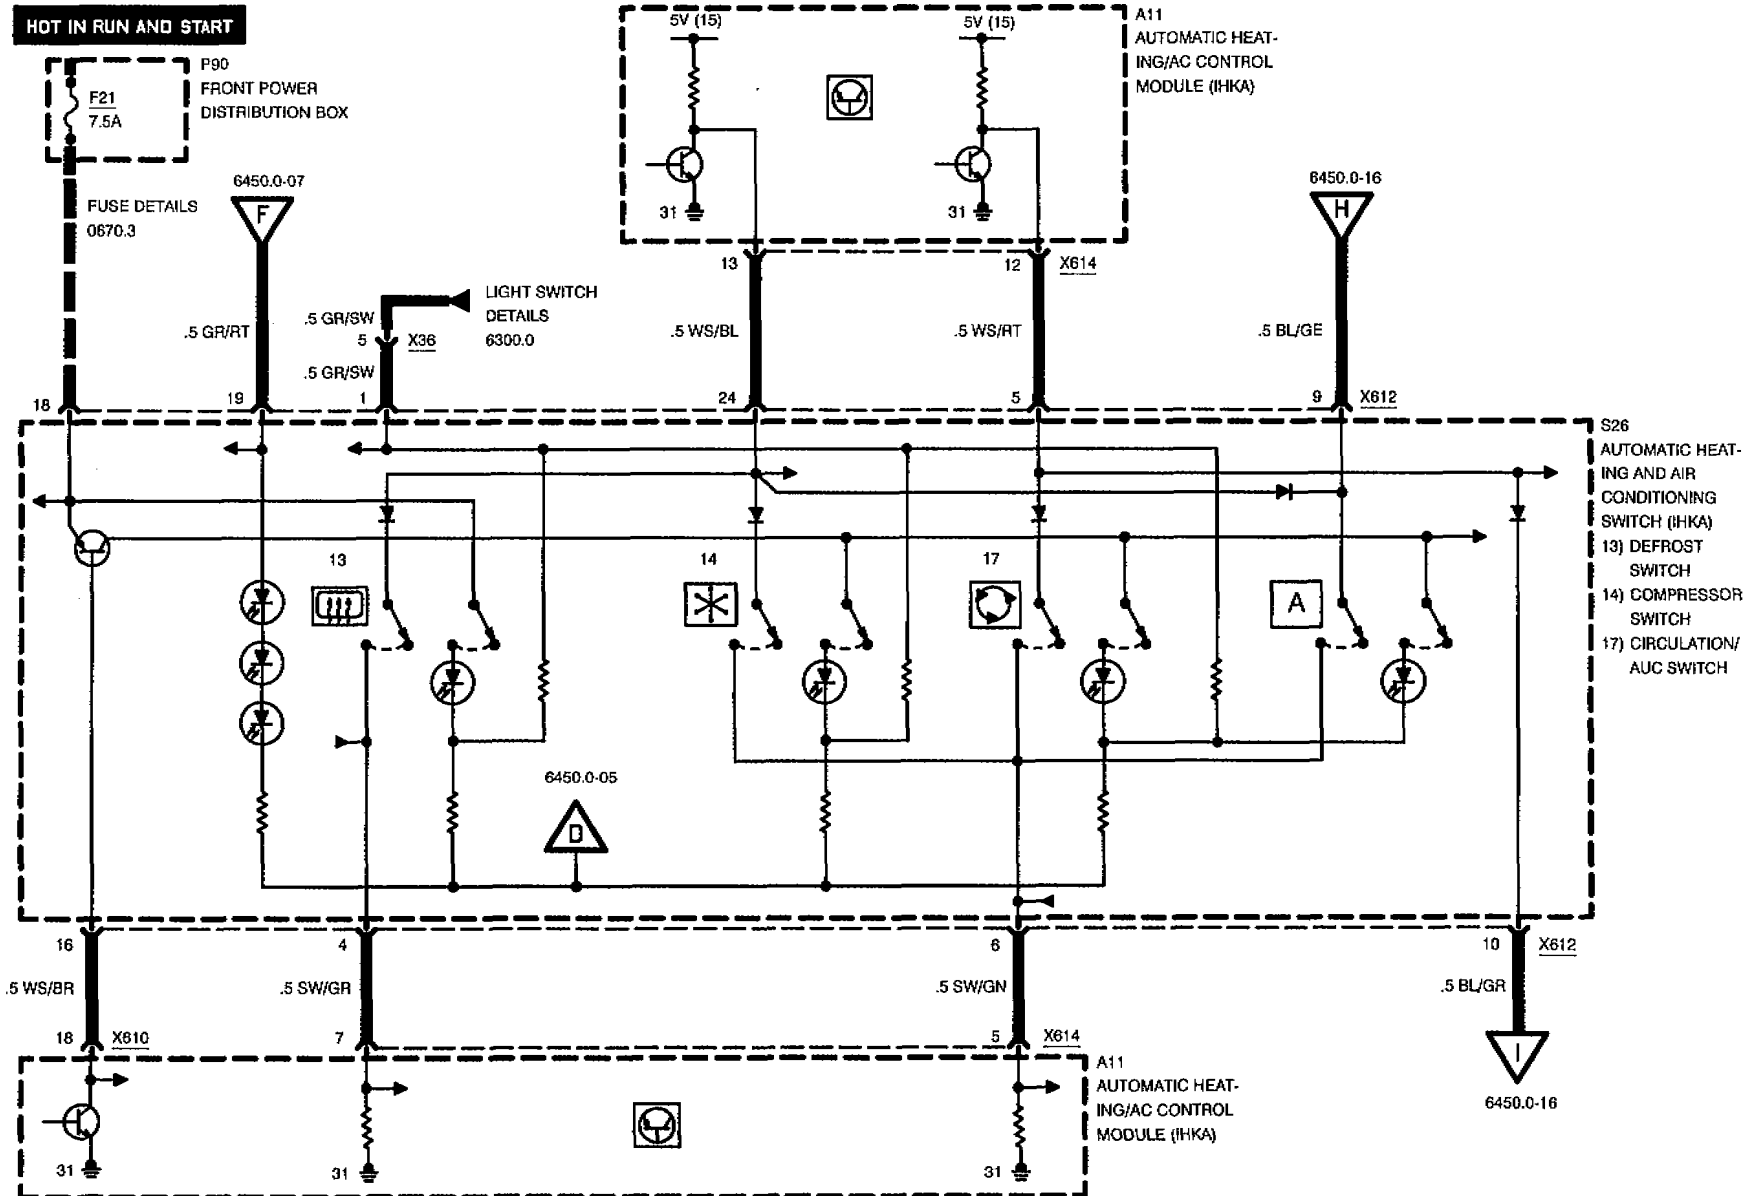 HOT IN RUN AND START
P90
FRONT POWER
DISTRIBUTION BOX
F21
7.5A
FUSE DETAILS
0670.3
6450.0-07
F
.5 GR/RT
LIGHT SWITCH
DETAILS
6300.0
.5 GR/SW
5 X36
.5 GR/SW
5V (15)
5V (15)
31
31
A11
AUTOMATIC HEAT-
ING/AC CONTROL
MODULE (IHKA)
13
12 X614
.5 WS/BL
.5 WS/RT
6450.0-16
H
.5 BL/GE
18
19
1
24
5
9 X612
S26
AUTOMATIC HEAT-
ING AND AIR
CONDITIONING
SWITCH (IHKA)
13) DEFROST
SWITCH
14) COMPRESSOR
SWITCH
17) CIRCULATION/
AUC SWITCH
13
14
17
A
6450.0-05
D
16
4
6
10 X612
.5 WS/BR
.5 SW/GR
.5 SW/GN
.5 BL/GR
18 X610
7
5 X614
I
6450.0-16
A11
AUTOMATIC HEAT-
ING/AC CONTROL
MODULE (IHKA)
31
31
31